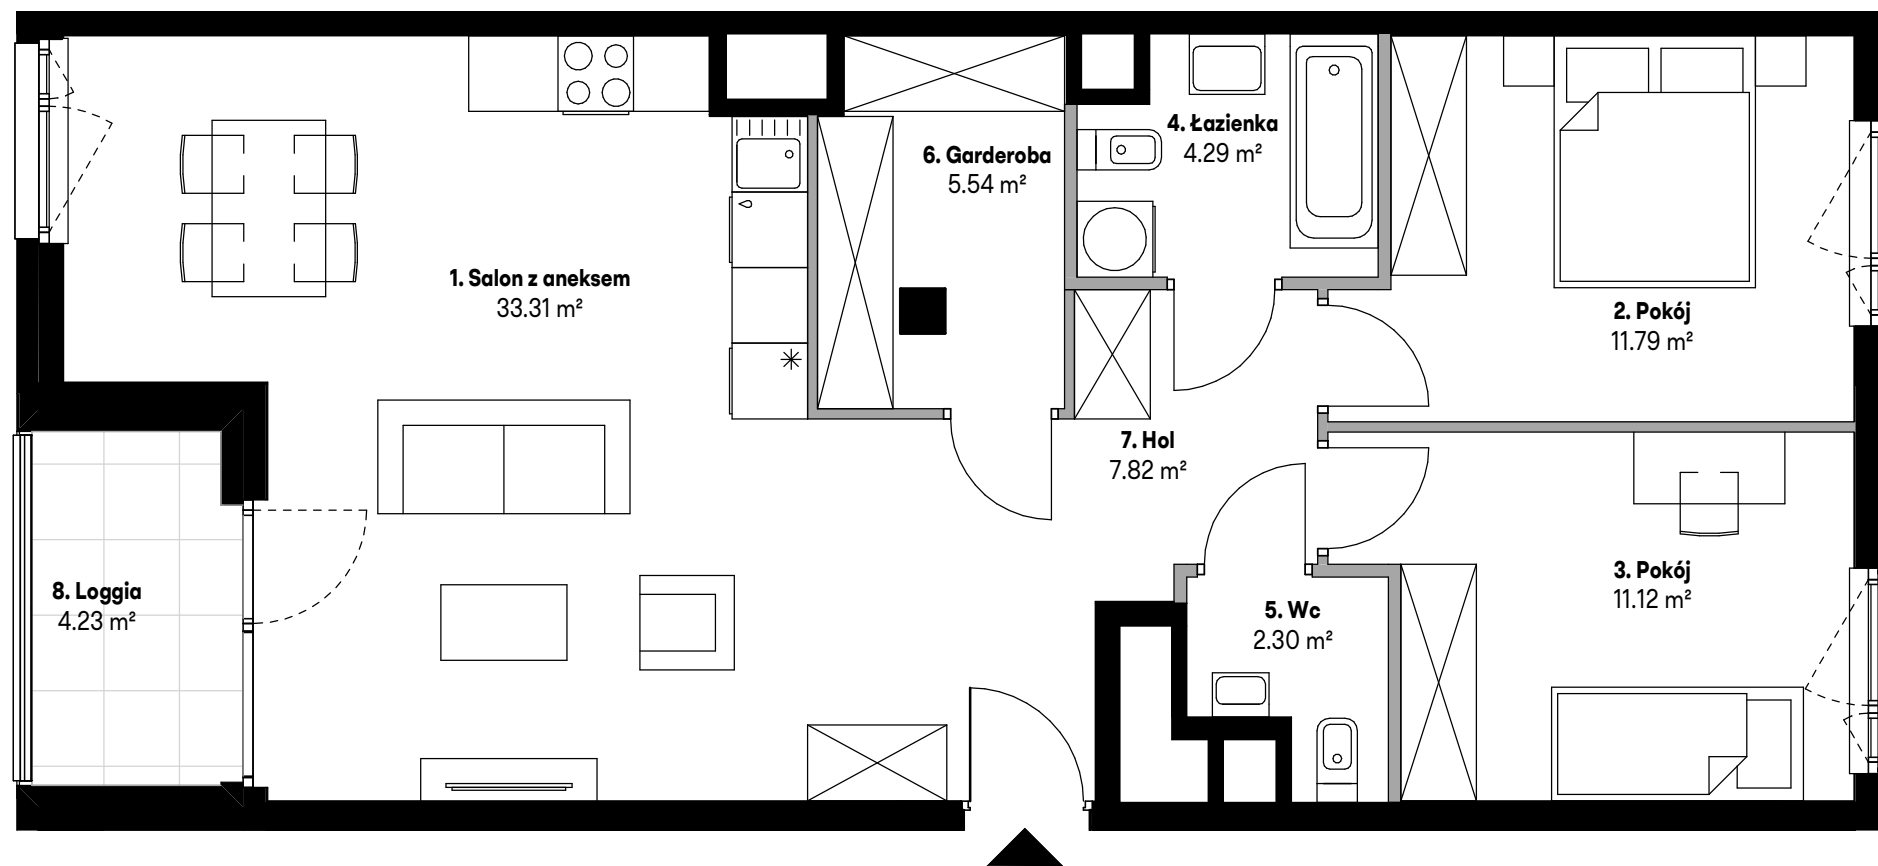 1. Salon z aneksem
33.31 m²
2. Pokój
11.79 m²
3. Pokój
11.12 m²
4. Łazienka
4.29 m²
5. Wc
2.30 m²
6. Garderoba
5.54 m²
7. Hol
7.82 m²
8. Loggia
4.23 m²